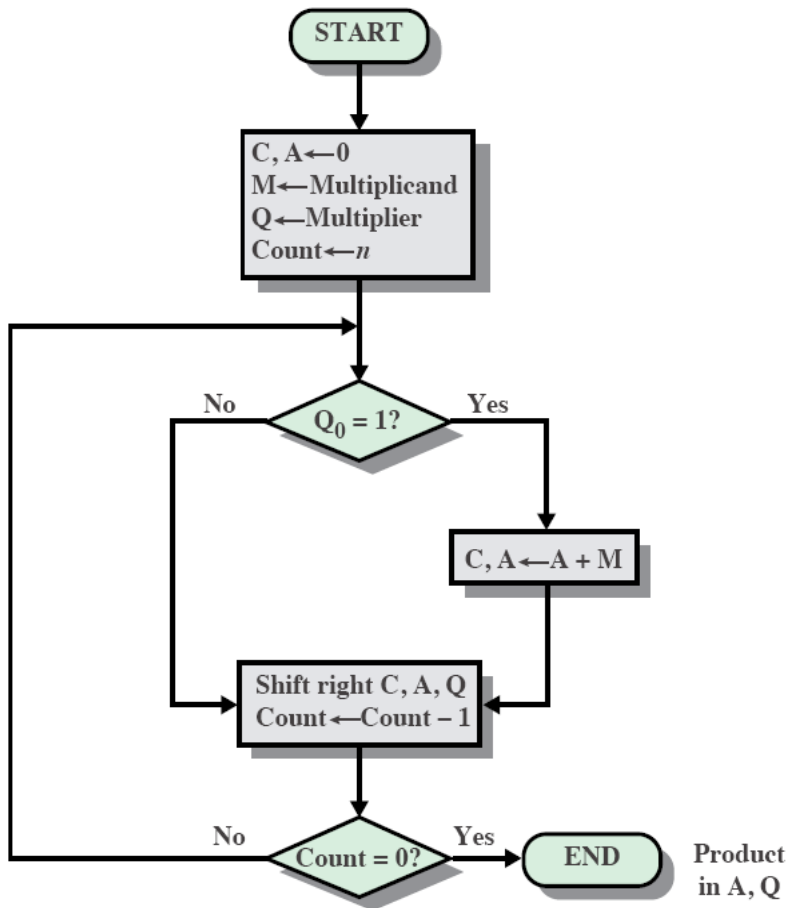 START
C, A←0
M←Multiplicand
Q←Multiplier
Count←n
No
Q₀ = 1?
Yes
C, A←A + M
Shift right C, A, Q
Count←Count – 1
No
Count = 0?
Yes
END
Product
in A, Q